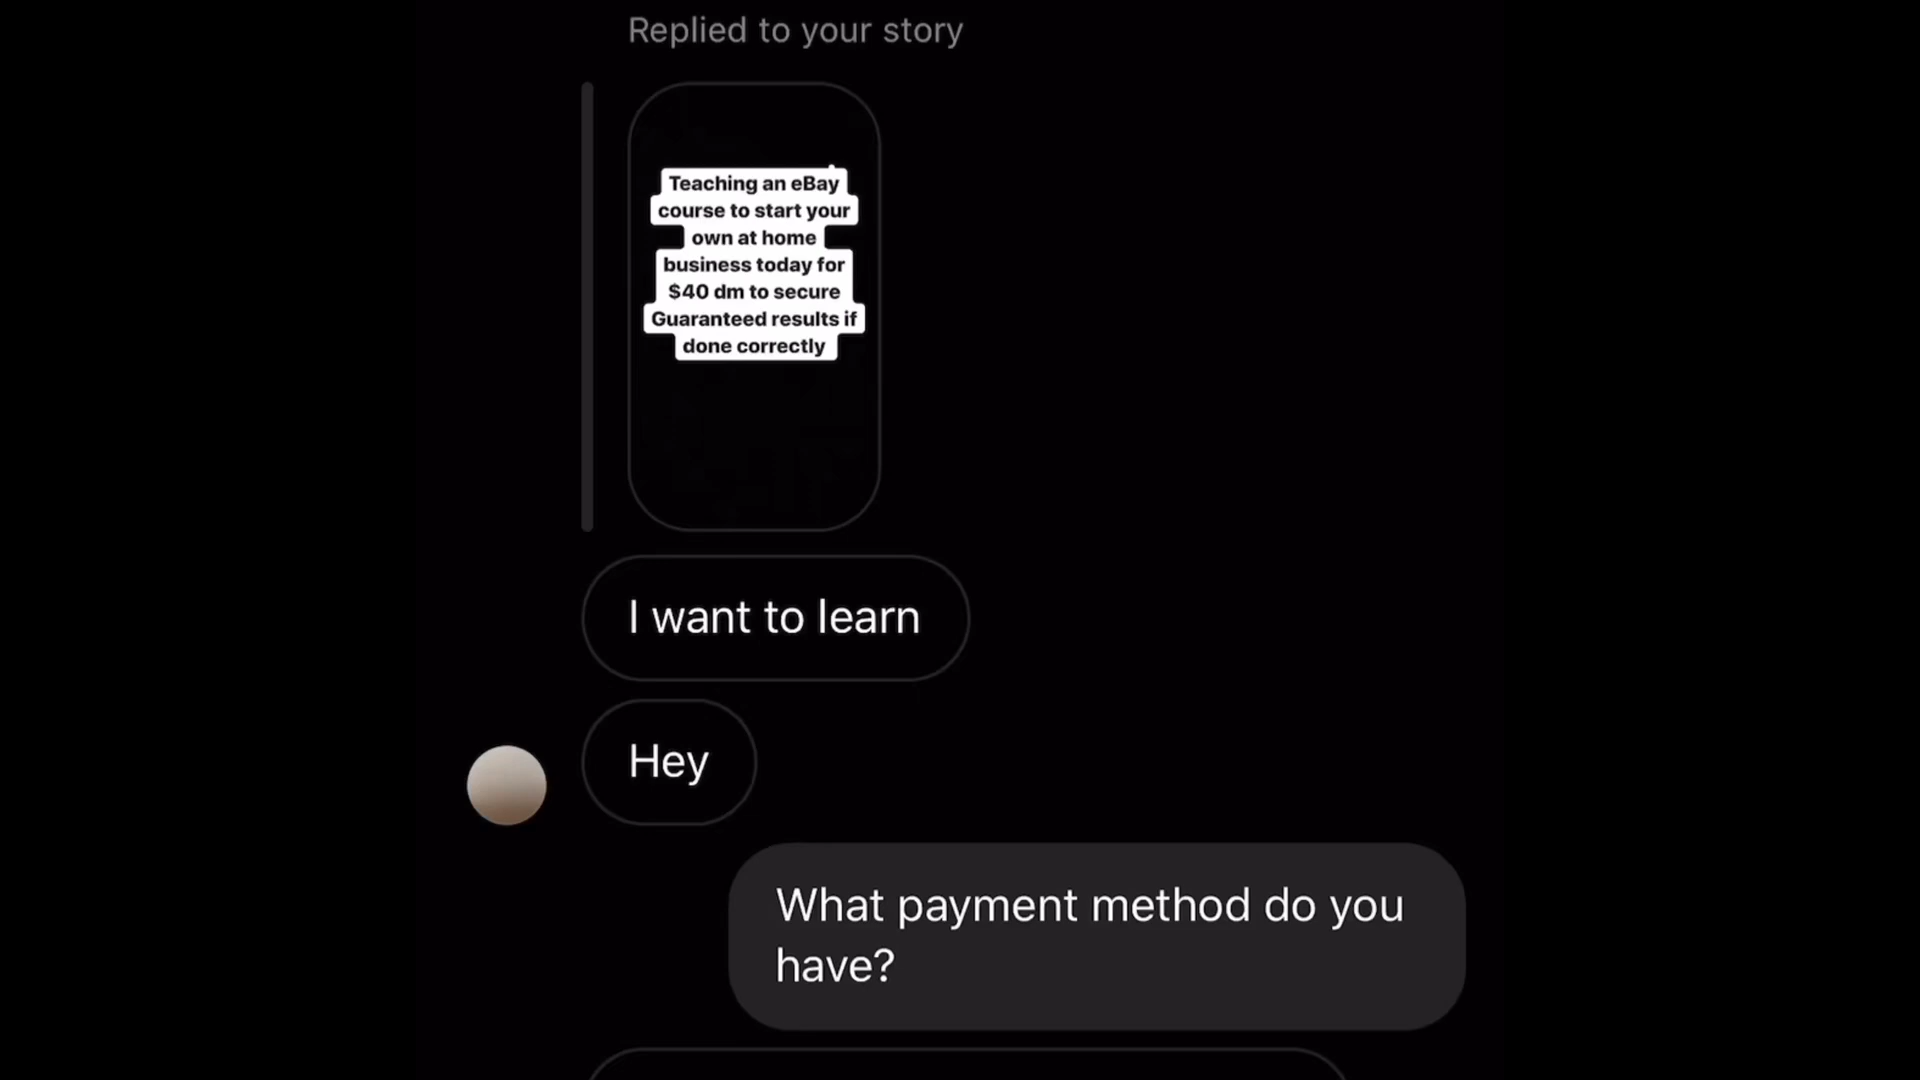 Replied to your story
Teaching an eBay
course to start your
own at home
business today for
$40 dm to secure
Guaranteed results if
done correctly
I want to learn
Hey
What payment method do you
have?